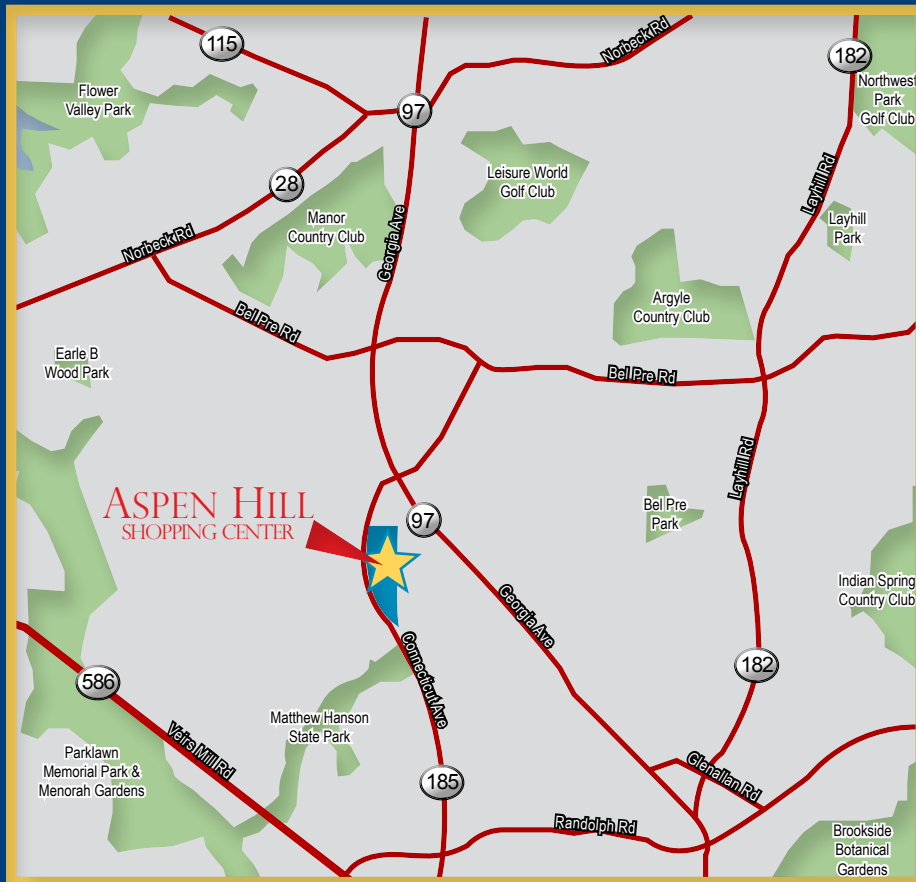 115
Norbeck Rd
182
Flower
Valley Park
97
Northwest
Park
Golf Club
28
Leisure World
Golf Club
Layhill Rd
Manor
Country Club
Georgia Ave
Layhill
Park
Norbeck Rd
Argyle
Country Club
Bel Pre Rd
Earle B
Wood Park
Bel Pre Rd
Layhill Rd
ASPEN HILL
SHOPPING CENTER
97
Bel Pre
Park
Indian Spring
Country Club
Georgia Ave
Connecticut Ave
182
586
Matthew Hanson
State Park
Veirs Mill Rd
Parklawn
Memorial Park &
Menorah Gardens
185
Glenallan Rd
Randolph Rd
Brookside
Botanical
Gardens